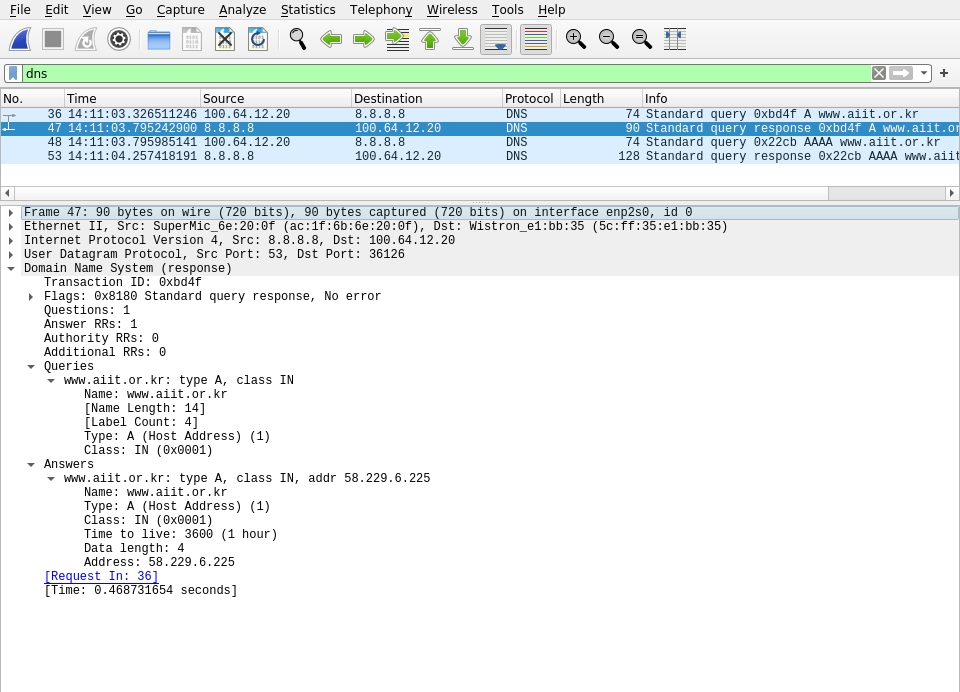 File Edit View Go Capture Analyze Statistics Telephony Wireless Tools Help
dns
No. Time Source Destination Protocol Length Info
36 14:11:03.326511246 100.64.12.20 8.8.8.8 DNS 74 Standard query 0xbd4f A www.aiit.or.kr
47 14:11:03.795242900 8.8.8.8 100.64.12.20 DNS 90 Standard query response 0xbd4f A www.aiit.or
48 14:11:03.795985141 100.64.12.20 8.8.8.8 DNS 74 Standard query 0x22cb AAAA www.aiit.or.kr
53 14:11:04.257418191 8.8.8.8 100.64.12.20 DNS 128 Standard query response 0x22cb AAAA www.aiit
Frame 47: 90 bytes on wire (720 bits), 90 bytes captured (720 bits) on interface enp2s0, id 0
Ethernet II, Src: SuperMic_6e:20:0f (ac:1f:6b:6e:20:0f), Dst: Wistron_e1:bb:35 (5c:ff:35:e1:bb:35)
Internet Protocol Version 4, Src: 8.8.8.8, Dst: 100.64.12.20
User Datagram Protocol, Src Port: 53, Dst Port: 36126
Domain Name System (response)
Transaction ID: 0xbd4f
Flags: 0x8180 Standard query response, No error
Questions: 1
Answer RRs: 1
Authority RRs: 0
Additional RRs: 0
Queries
www.aiit.or.kr: type A, class IN
Name: www.aiit.or.kr
[Name Length: 14]
[Label Count: 4]
Type: A (Host Address) (1)
Class: IN (0x0001)
Answers
www.aiit.or.kr: type A, class IN, addr 58.229.6.225
Name: www.aiit.or.kr
Type: A (Host Address) (1)
Class: IN (0x0001)
Time to live: 3600 (1 hour)
Data length: 4
Address: 58.229.6.225
[Request In: 36]
[Time: 0.468731654 seconds]